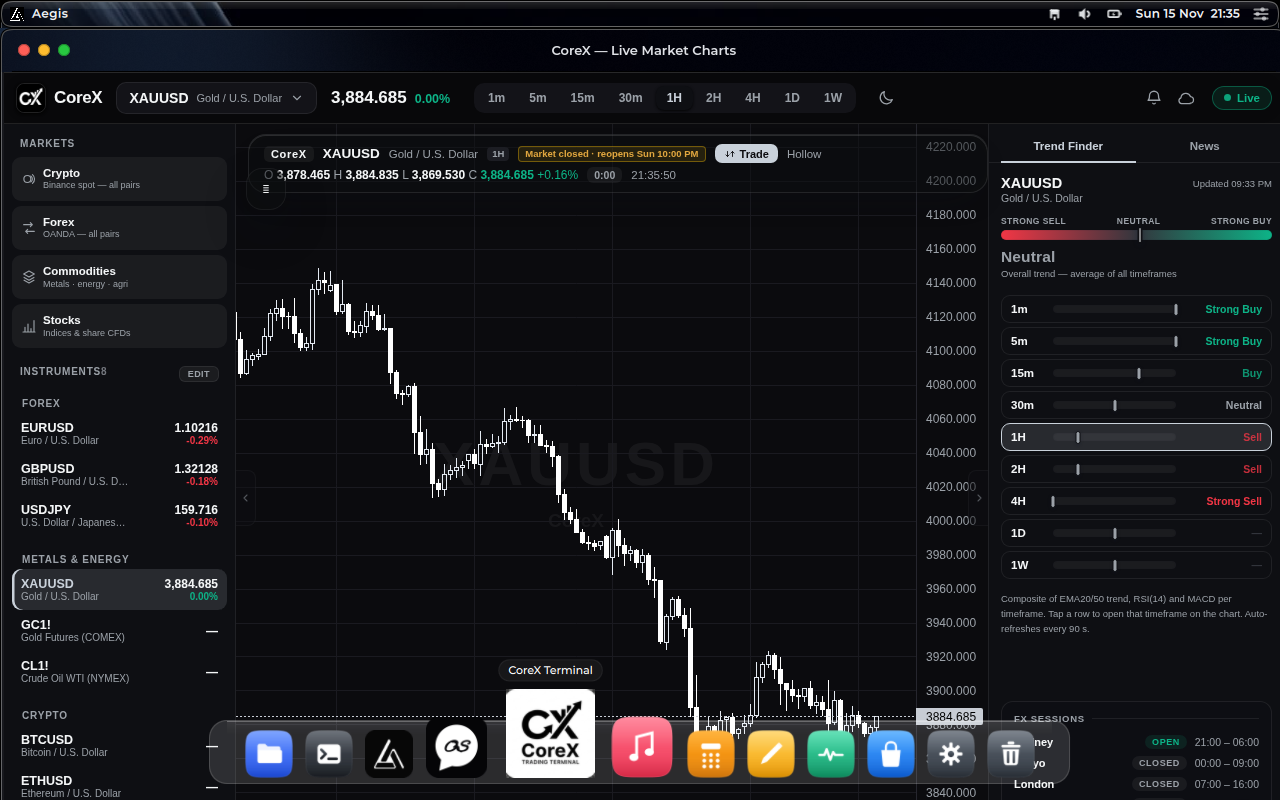 Aegis
Sun 15 Nov 21:35
CoreX — Live Market Charts
CX CoreX
XAUUSD Gold / U.S. Dollar
3,884.685 0.00%
1m 5m 15m 30m 1H 2H 4H 1D 1W
Live
MARKETS
Crypto
Binance spot — all pairs
Forex
OANDA — all pairs
Commodities
Metals · energy · agri
Stocks
Indices & share CFDs
INSTRUMENTS8
EDIT
FOREX
EURUSD 1.10216
Euro / U.S. Dollar -0.29%
GBPUSD 1.32128
British Pound / U.S. D… -0.18%
USDJPY 159.716
U.S. Dollar / Japanes… -0.10%
METALS & ENERGY
XAUUSD 3,884.685
Gold / U.S. Dollar 0.00%
GC1! —
Gold Futures (COMEX)
CL1! —
Crude Oil WTI (NYMEX)
CRYPTO
BTCUSD —
Bitcoin / U.S. Dollar
ETHUSD —
Ethereum / U.S. Dollar
CoreX XAUUSD Gold / U.S. Dollar 1H Market closed · reopens Sun 10:00 PM Trade Hollow
O 3,878.465 H 3,884.835 L 3,869.530 C 3,884.685 +0.16% 0:00 21:35:50
XAUUSD
CoreX
4220.000
4200.000
4180.000
4160.000
4140.000
4120.000
4100.000
4080.000
4060.000
4040.000
4020.000
4000.000
3980.000
3960.000
3940.000
3920.000
3900.000
3884.685
3840.000
CoreX Terminal
CX
CoreX
TRADING TERMINAL
Trend Finder News
XAUUSD Updated 09:33 PM
Gold / U.S. Dollar
STRONG SELL NEUTRAL STRONG BUY
Neutral
Overall trend — average of all timeframes
1m Strong Buy
5m Strong Buy
15m Buy
30m Neutral
1H Sell
2H Sell
4H Strong Sell
1D —
1W —
Composite of EMA20/50 trend, RSI(14) and MACD per
timeframe. Tap a row to open that timeframe on the chart. Auto-
refreshes every 90 s.
FX SESSIONS
OPEN 21:00 – 06:00
CLOSED 00:00 – 09:00
London CLOSED 07:00 – 16:00